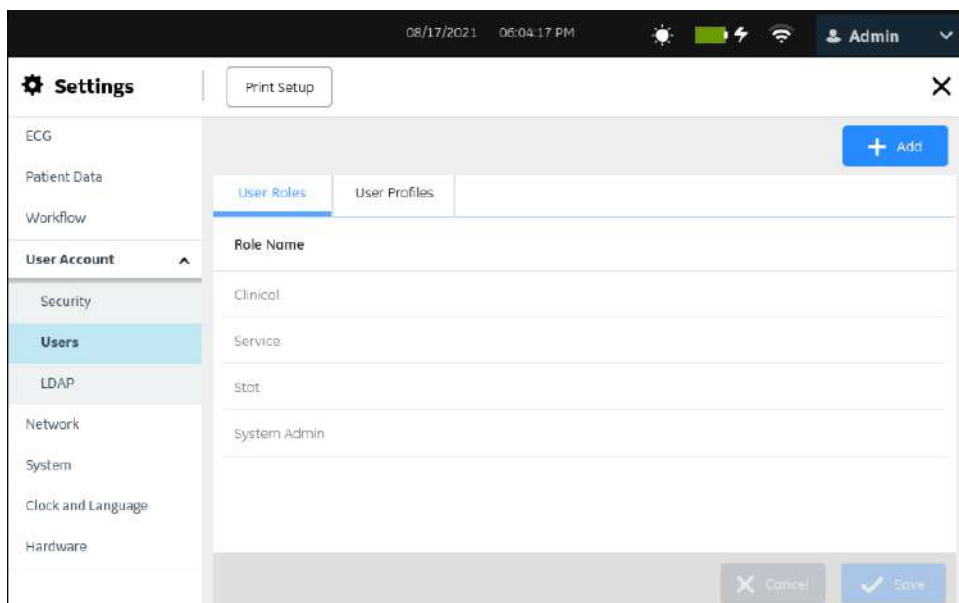 08/17/2021 06:04:17 PM Admin
Settings Print Setup
ECG
Add
Patient Data
User Roles User Profiles
Workflow
Role Name
User Account
Clinical
Security
Service
Users
Stat
LDAP
Network
System Admin
System
Clock and Language
Hardware
Cancel Save